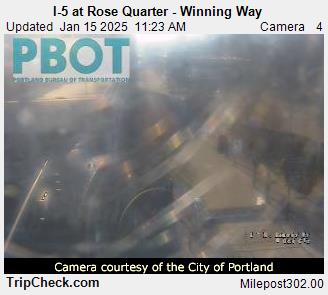 I-5 at Rose Quarter - Winning Way
Updated Jan 15 2025 11:23 AM Camera 4
PBOT
PORTLAND BUREAU OF TRANSPORTATION
Camera courtesy of the City of Portland
TripCheck.com Milepost302.00